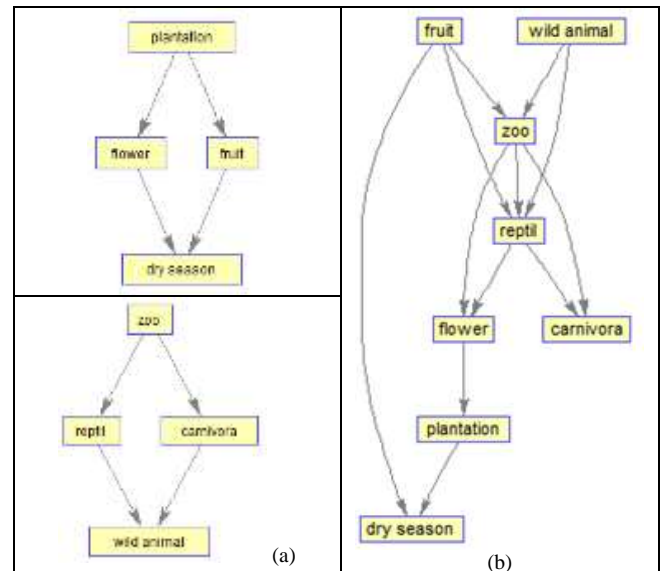 plantation
flower
fruit
dry season
zoo
reptil
carnivora
wild animal
(a)
fruit
wild animal
zoo
reptil
flower
carnivora
plantation
dry season
(b)